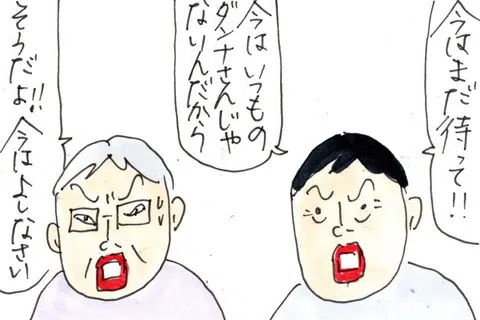 今はまだ待って!!
今はいつもの
ダンナさんじゃ
ないんだから
そうだよ!!
今はよしなさい